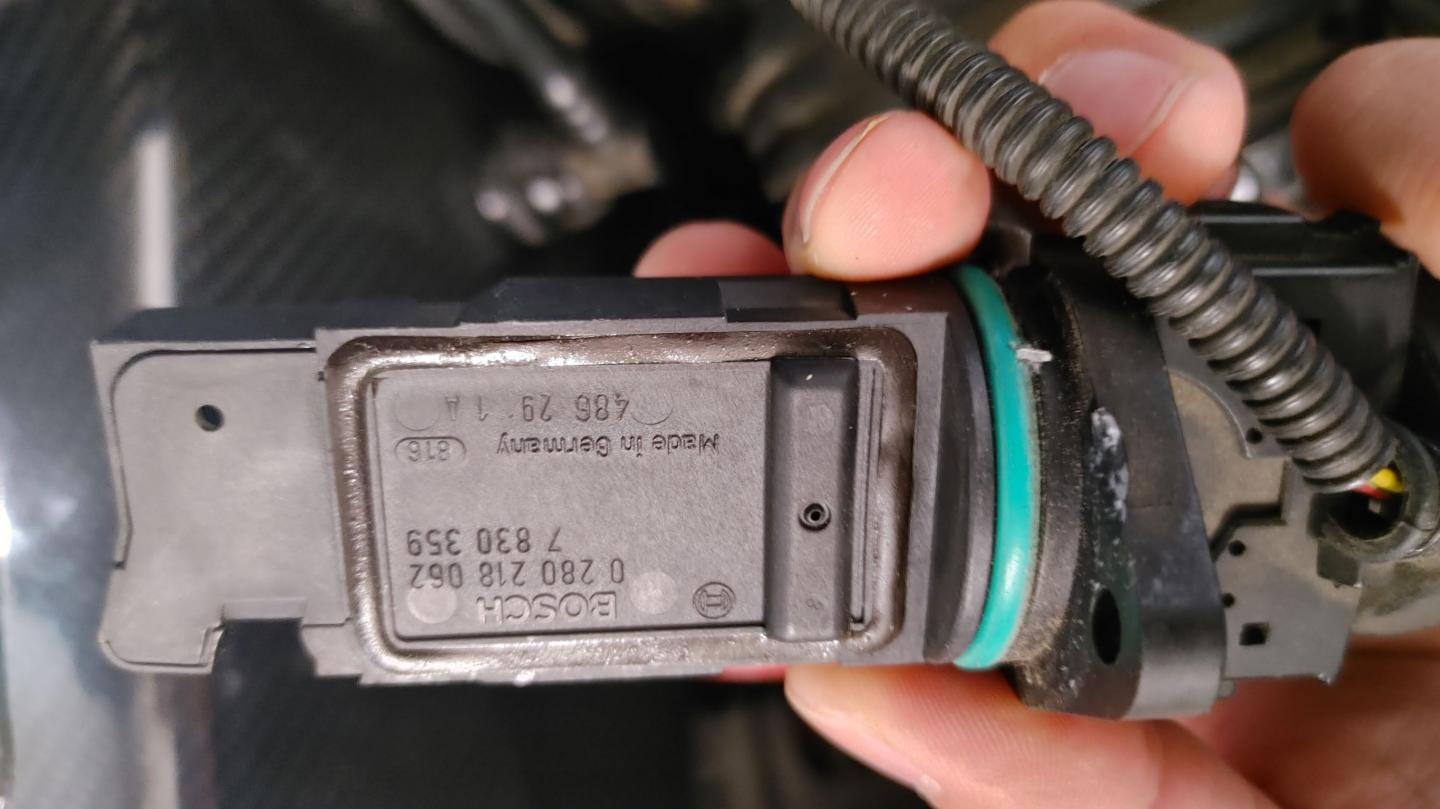 BOSCH
0 280 218 062
7 830 359
Made in Germany
816
486 29 1 A